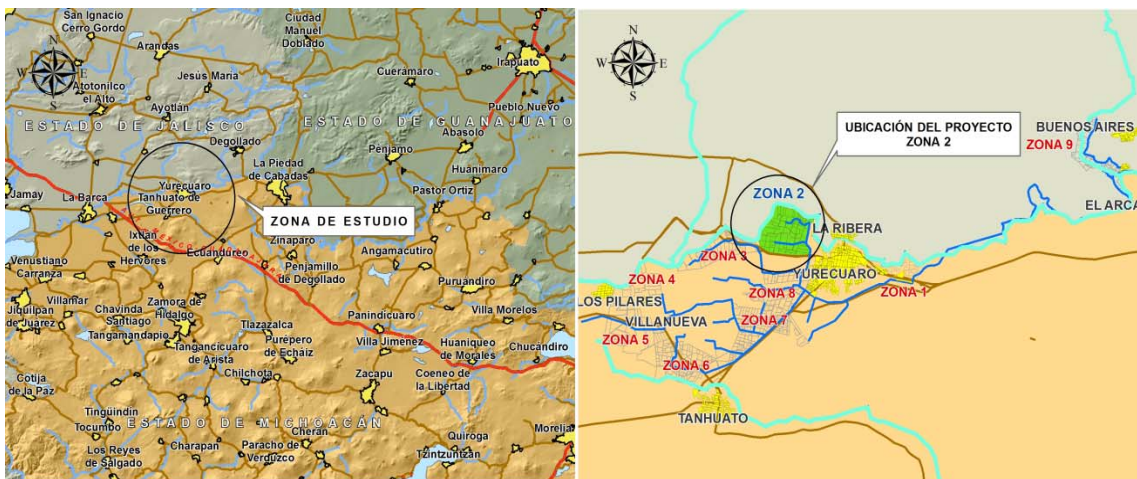 San Ignacio
Cerro Gordo
Arandas
Ciudad
Manuel
Doblado
Irapuato
Jesús María
Cueramaro
Atotonilco
el Alto
Ayotlán
Pueblo Nuevo
ESTADO DE JALISCO
ESTADO DE GUANAJUATO
Degollado
Abasolo
Pénjamo
La Piedad
de Cabadas
Huanimaro
Jamay
La Barca
Yurecuaro
Tanhuato de
Guerrero
Pastor Ortiz
ZONA DE ESTUDIO
Ixtlan
de los
Hervores
Ecuandureo
Zinaparo
Angamacutiro
Venustiano
Carranza
Penjamillo
de Degollado
Puruandiro
Villamar
Chavinda
Zamora de
Hidalgo
Villa Morelos
Jiquilpan
de Juárez
Santiago
Tangamandapio
Tlazazalca
Panindicuaro
Tangancicuaro
de Arista
Purepero
de Echaiz
Villa Jimenez
Huaniqueo
de Morales
Chucandiro
Chilchota
Cotija
de la Paz
Zacapu
Coeneo de
la Libertad
Tingüindin
Tocumbo
ESTADO DE MICHOACÁN
Cheran
Los Reyes
de Salgado
Charapan
Paracho de
Verduzco
Quiroga
Tzintzuntzan
Morelia
N
W
E
S
N
W
E
S
UBICACIÓN DEL PROYECTO
ZONA 2
BUENOS AIRES
ZONA 9
ZONA 2
EL ARCA
LA RIBERA
ZONA 3
ZONA 4
YURECUARO
ZONA 8
ZONA 1
LOS PILARES
VILLANUEVA
ZONA 7
ZONA 5
ZONA 6
TANHUATO